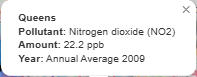 Queens
Pollutant: Nitrogen dioxide (NO2)
Amount: 22.2 ppb
Year: Annual Average 2009